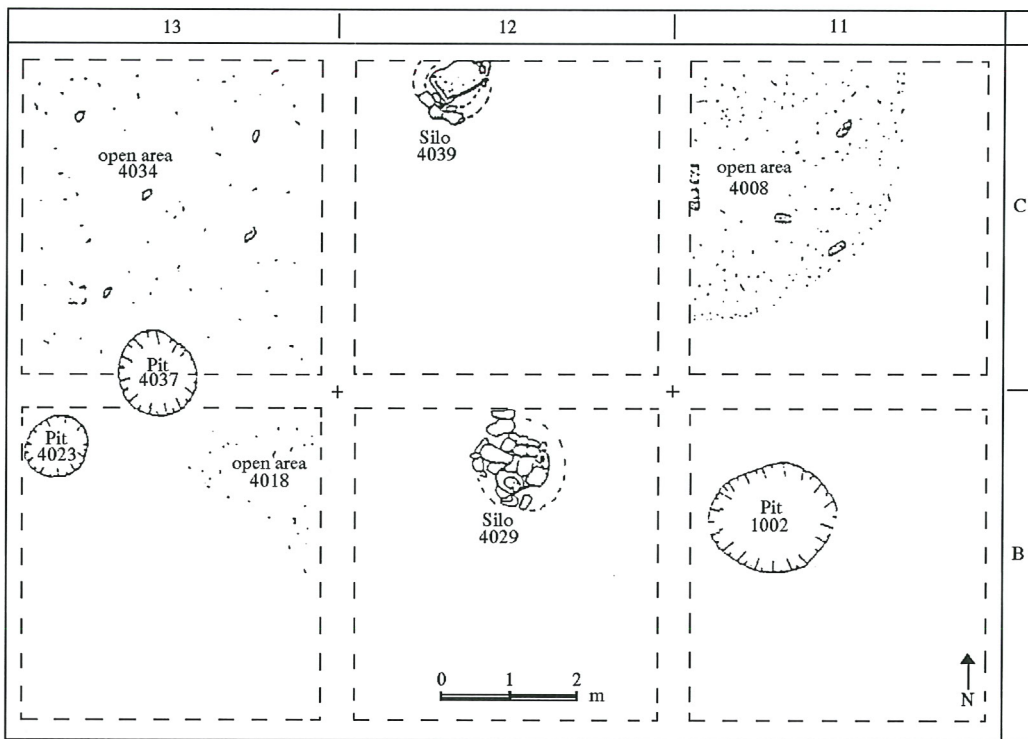 13
12
11
Silo
4039
open area
4034
open area
4008
C
Pit
4037
Pit
4023
open area
4018
Silo
4029
Pit
1002
B
0 1 2
m
N